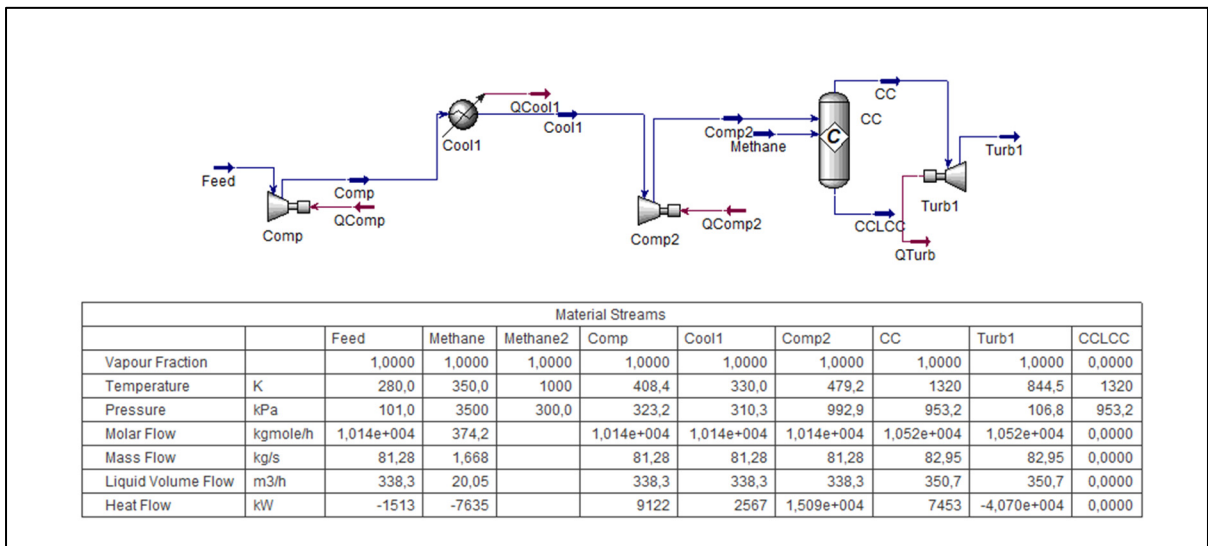 QCool1
Cool1
Cool1
CC
CC
C
Comp2
Methane
Turb1
Feed
Comp
Comp
QComp
Comp2
QComp2
CCLCC
Turb1
QTurb
Material Streams
Feed Methane Methane2 Comp Cool1 Comp2 CC Turb1 CCLCC
Vapour Fraction 1,0000 1,0000 1,0000 1,0000 1,0000 1,0000 1,0000 1,0000 0,0000
Temperature K 280,0 350,0 1000 408,4 330,0 479,2 1320 844,5 1320
Pressure kPa 101,0 3500 300,0 323,2 310,3 992,9 953,2 106,8 953,2
Molar Flow kgmole/h 1,014e+004 374,2 1,014e+004 1,014e+004 1,014e+004 1,052e+004 1,052e+004 0,0000
Mass Flow kg/s 81,28 1,668 81,28 81,28 81,28 82,95 82,95 0,0000
Liquid Volume Flow m3/h 338,3 20,05 338,3 338,3 338,3 350,7 350,7 0,0000
Heat Flow kW -1513 -7635 9122 2567 1,509e+004 7453 -4,070e+004 0,0000